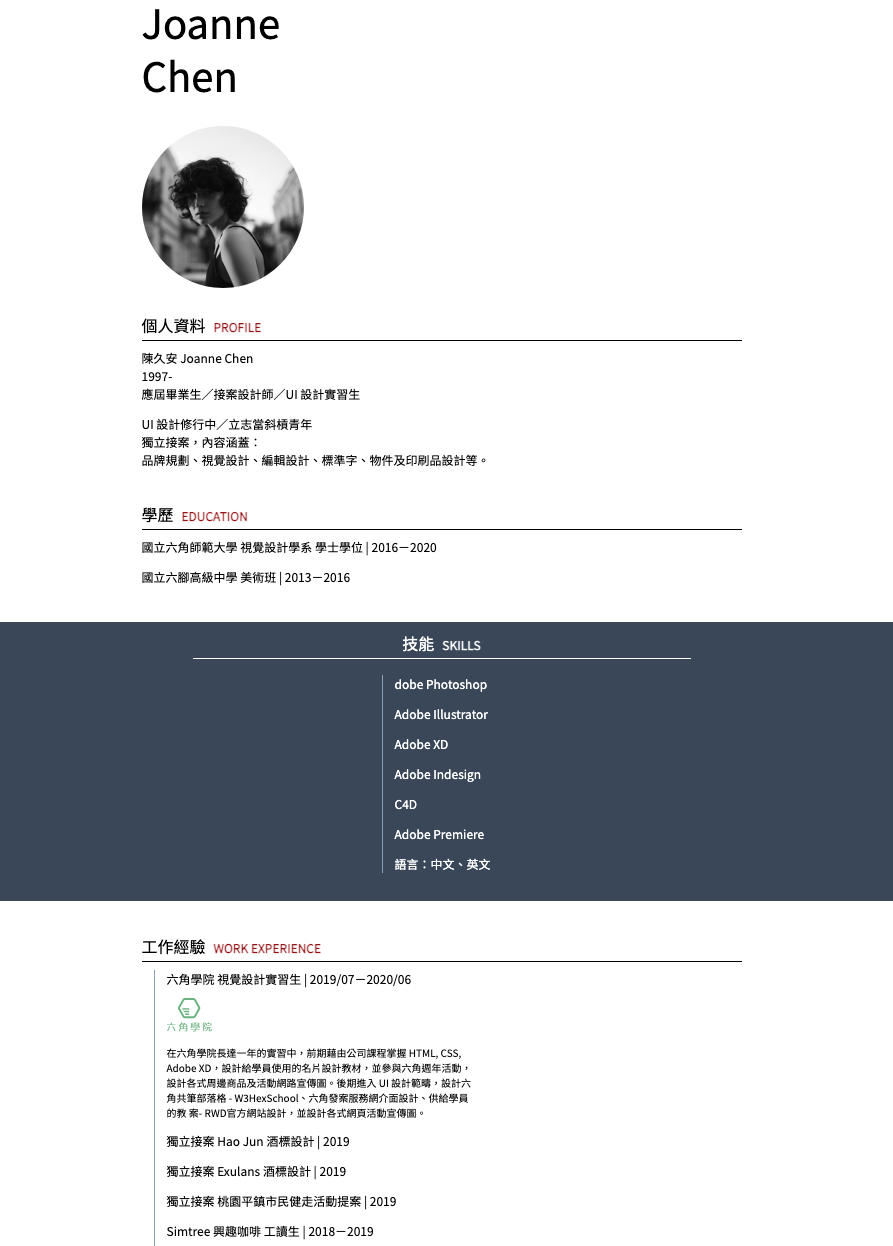 Joanne
Chen
個人資料 PROFILE
陳久安 Joanne Chen
1997-
應屆畢業生／接案設計師／UI 設計實習生
UI 設計修行中／立志當斜槓青年
獨立接案，內容涵蓋：
品牌規劃、視覺設計、編輯設計、標準字、物件及印刷品設計等。
學歷 EDUCATION
國立六角師範大學 視覺設計學系 學士學位 | 2016－2020
國立六腳高級中學 美術班 | 2013－2016
技能 SKILLS
dobe Photoshop
Adobe Illustrator
Adobe XD
Adobe Indesign
C4D
Adobe Premiere
語言：中文、英文
工作經驗 WORK EXPERIENCE
六角學院 視覺設計實習生 | 2019/07－2020/06
六角學院
在六角學院長達一年的實習中，前期藉由公司課程掌握 HTML, CSS,
Adobe XD，設計給學員使用的名片設計教材，並參與六角週年活動，
設計各式周邊商品及活動網路宣傳圖。後期進入 UI 設計範疇，設計六
角共筆部落格 - W3HexSchool、六角發案服務網介面設計、供給學員
的教 案- RWD官方網站設計，並設計各式網頁活動宣傳圖。
獨立接案 Hao Jun 酒標設計 | 2019
獨立接案 Exulans 酒標設計 | 2019
獨立接案 桃園平鎮市民健走活動提案 | 2019
Simtree 興趣咖啡 工讀生 | 2018－2019